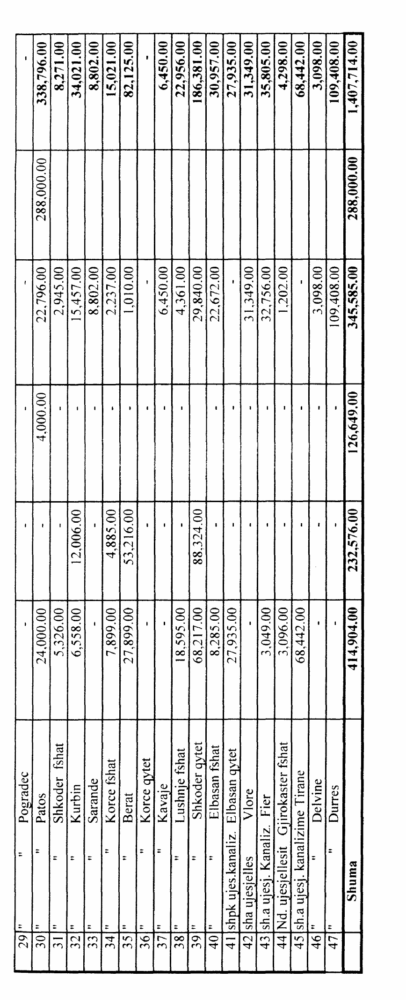 29 " " Pogradec - - - - -
30 " " Patos 24,000.00 - 4,000.00 22,796.00 288,000.00 338,796.00
31 " " Shkoder fshat 5,326.00 - - 2,945.00 8,271.00
32 " " Kurbin 6,558.00 12,006.00 - 15,457.00 34,021.00
33 " " Sarande - - - 8,802.00 8,802.00
34 " " Korce fshat 7,899.00 4,885.00 - 2,237.00 15,021.00
35 " " Berat 27,899.00 53,216.00 - 1,010.00 82,125.00
36 " " Korce qytet - - - - -
37 " " Kavaje - - - 6.450.00 6,450.00
38 " " Lushnje fshat 18,595.00 - - 4,361.00 22,956.00
39 " " Shkoder qytet 68,217.00 88,324.00 29,840.00 186,381.00
40 " " Elbasan fshat 8,285.00 - - 22,672.00 30,957.00
41 shpk ujes.kanaliz. Elbasan qytet 27,935.00 - - - 27,935.00
42 sha ujesjelles Vlore - - - 31,349.00 31,349.00
43 sh.a ujesj. Kanaliz. Fier 3,049.00 - - 32,756.00 35,805.00
44 Nd. ujesjellesit Gjirokaster fshat 3,096.00 - - 1,202.00 4,298.00
45 sh.a ujesj. kanalizime Tirane 68,442.00 - - - 68,442.00
46 " " Delvine - - - 3,098.00 3,098.00
47 " " Durres - - - 109,408.00 109,408.00
Shuma 414,904.00 232,576.00 126,649.00 345,585.00 288,000.00 1,407,714.00